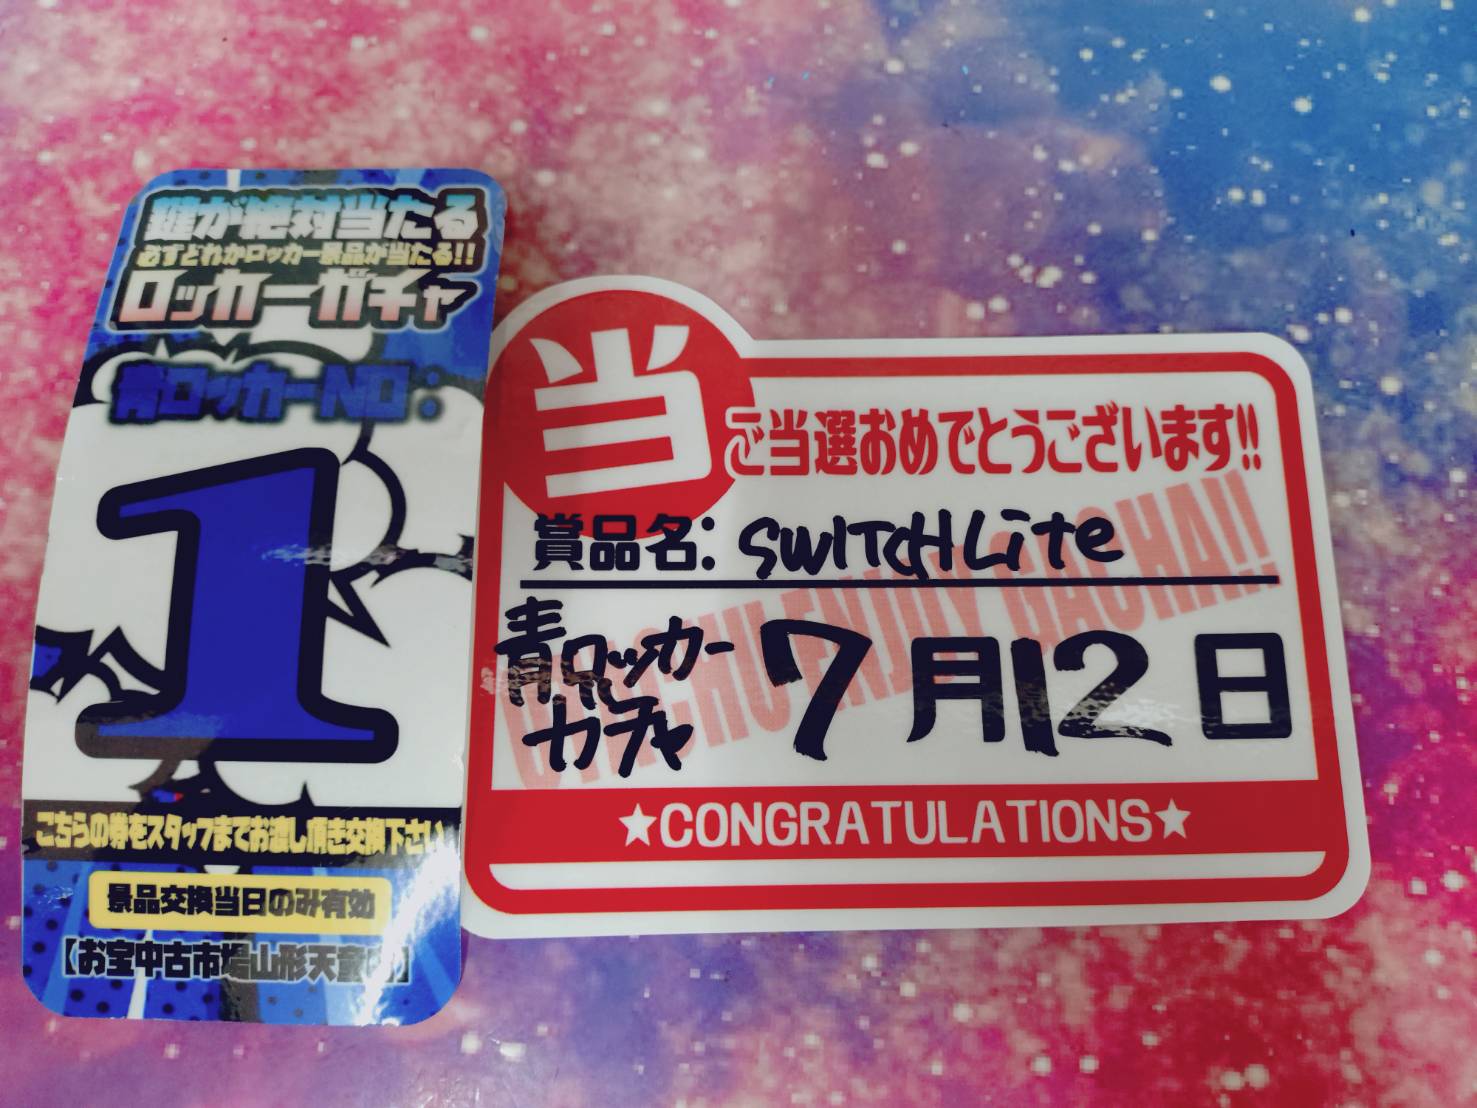 鍵が絶対当たる
必ずどれかロッカー景品が当たる!!
ロッカーガチャ
青ロッカーNO:
1
こちらの券をスタッフまでお渡し頂き交換下さい
景品交換当日のみ有効
【お宝中古市場山形天童店】
当
ご当選おめでとうございます!!
賞品名: SWITCH Lite
青ロッカー
ガチャ
7月12日
ENJOY GACHA!!
★CONGRATULATIONS★